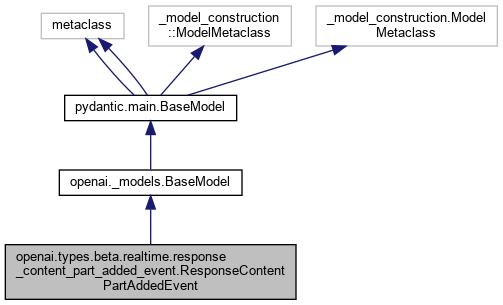 metaclass
_model_construction
::ModelMetaclass
_model_construction.Model
Metaclass
pydantic.main.BaseModel
openai._models.BaseModel
openai.types.beta.realtime.response
_content_part_added_event.ResponseContent
PartAddedEvent